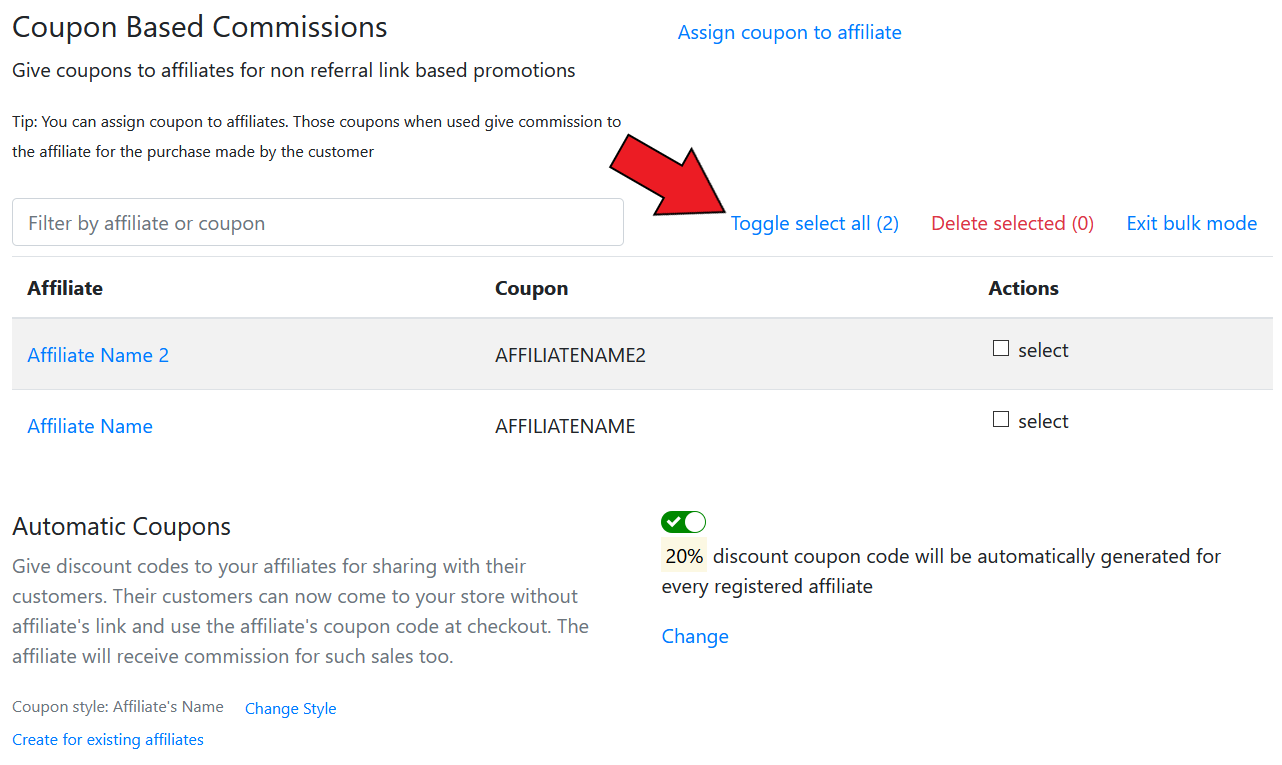 Coupon Based Commissions
Assign coupon to affiliate
Give coupons to affiliates for non referral link based promotions
Tip: You can assign coupon to affiliates. Those coupons when used give commission to
the affiliate for the purchase made by the customer
Filter by affiliate or coupon
Toggle select all (2) Delete selected (0) Exit bulk mode
Affiliate Coupon Actions
Affiliate Name 2 AFFILIATENAME2 select
Affiliate Name AFFILIATENAME select
Automatic Coupons
Give discount codes to your affiliates for sharing with their
customers. Their customers can now come to your store without
affiliate's link and use the affiliate's coupon code at checkout. The
affiliate will receive commission for such sales too.
Coupon style: Affiliate's Name Change Style
Create for existing affiliates
20% discount coupon code will be automatically generated for
every registered affiliate
Change